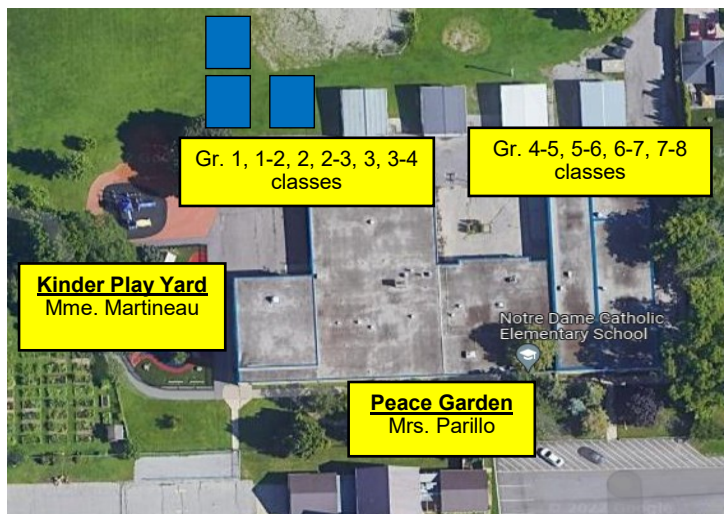 Gr. 1, 1-2, 2, 2-3, 3, 3-4
classes
Gr. 4-5, 5-6, 6-7, 7-8
classes
Kinder Play Yard
Mme. Martineau
Notre Dame Catholic
Elementary School
Peace Garden
Mrs. Parillo